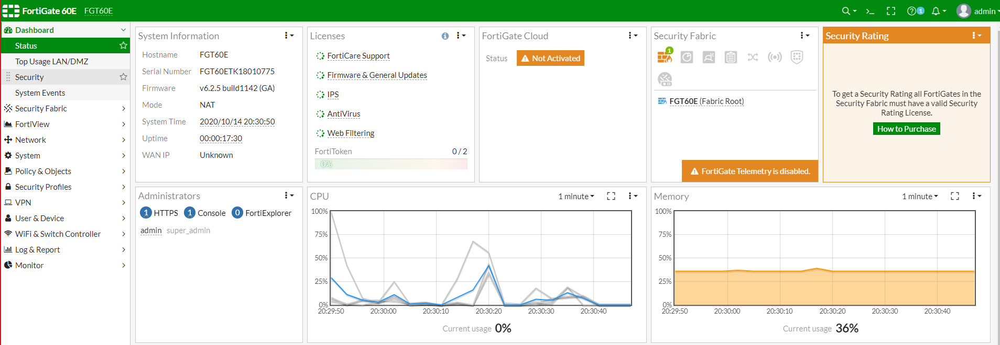 FortiGate 60E FGT60E
1 admin
Dashboard
Status
Top Usage LAN/DMZ
Security
System Events
Security Fabric
FortiView
Network
System
Policy & Objects
Security Profiles
VPN
User & Device
WiFi & Switch Controller
Log & Report
Monitor
System Information
Hostname FGT60E
Serial Number FGT60ETK18010775
Firmware v6.2.5 build1142 (GA)
Mode NAT
System Time 2020/10/14 20:30:50
Uptime 00:00:17:30
WAN IP Unknown
Licenses
FortiCare Support
Firmware & General Updates
IPS
AntiVirus
Web Filtering
FortiToken 0 / 2
0%
FortiGate Cloud
Status Not Activated
Security Fabric
1
FGT60E (Fabric Root)
FortiGate Telemetry is disabled.
Security Rating
To get a Security Rating all FortiGates in the
Security Fabric must have a valid Security
Rating License.
How to Purchase
Administrators
1 HTTPS 1 Console 0 FortiExplorer
admin super_admin
CPU 1 minute
100%
75%
50%
25%
0%
20:29:50 20:30:00 20:30:10 20:30:20 20:30:30 20:30:40
Current usage 0%
Memory 1 minute
100%
75%
50%
25%
0%
20:29:50 20:30:00 20:30:10 20:30:20 20:30:30 20:30:40
Current usage 36%